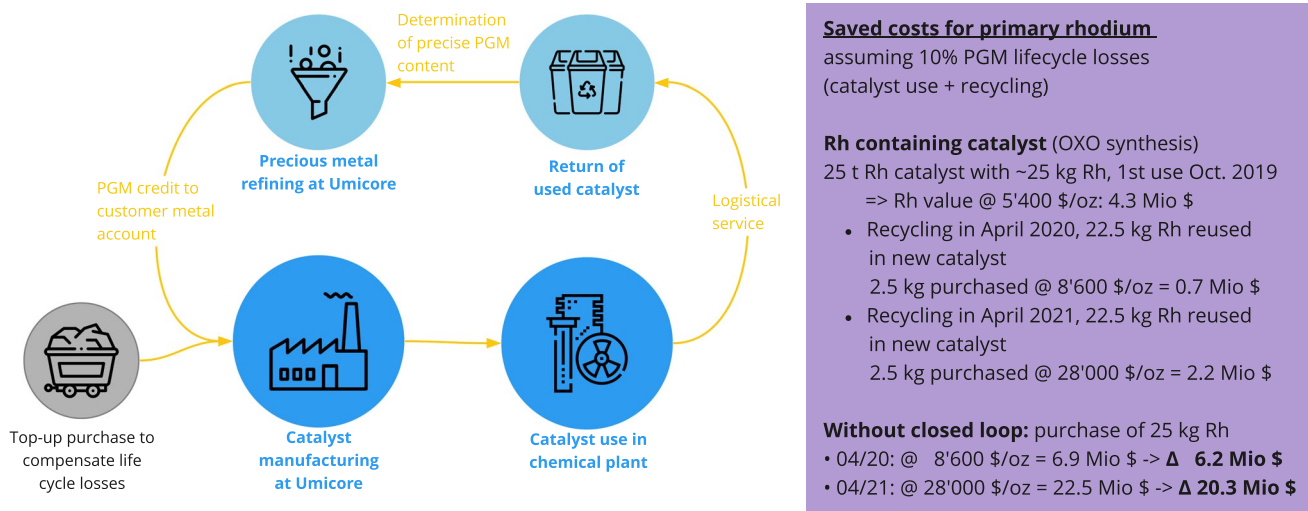 Determination
of precise PGM
content
Precious metal
refining at Umicore
Return of
used catalyst
PGM credit to
customer metal
account
Logistical
service
Top-up purchase to
compensate life
cycle losses
Catalyst
manufacturing
at Umicore
Catalyst use in
chemical plant
Saved costs for primary rhodium
assuming 10% PGM lifecycle losses
(catalyst use + recycling)
Rh containing catalyst (OXO synthesis)
25 t Rh catalyst with ~25 kg Rh, 1st use Oct. 2019
=> Rh value @ 5'400 $/oz: 4.3 Mio $
• Recycling in April 2020, 22.5 kg Rh reused
in new catalyst
2.5 kg purchased @ 8'600 $/oz = 0.7 Mio $
• Recycling in April 2021, 22.5 kg Rh reused
in new catalyst
2.5 kg purchased @ 28'000 $/oz = 2.2 Mio $
Without closed loop: purchase of 25 kg Rh
• 04/20: @ 8'600 $/oz = 6.9 Mio $ -> Δ 6.2 Mio $
• 04/21: @ 28'000 $/oz = 22.5 Mio $ -> Δ 20.3 Mio $